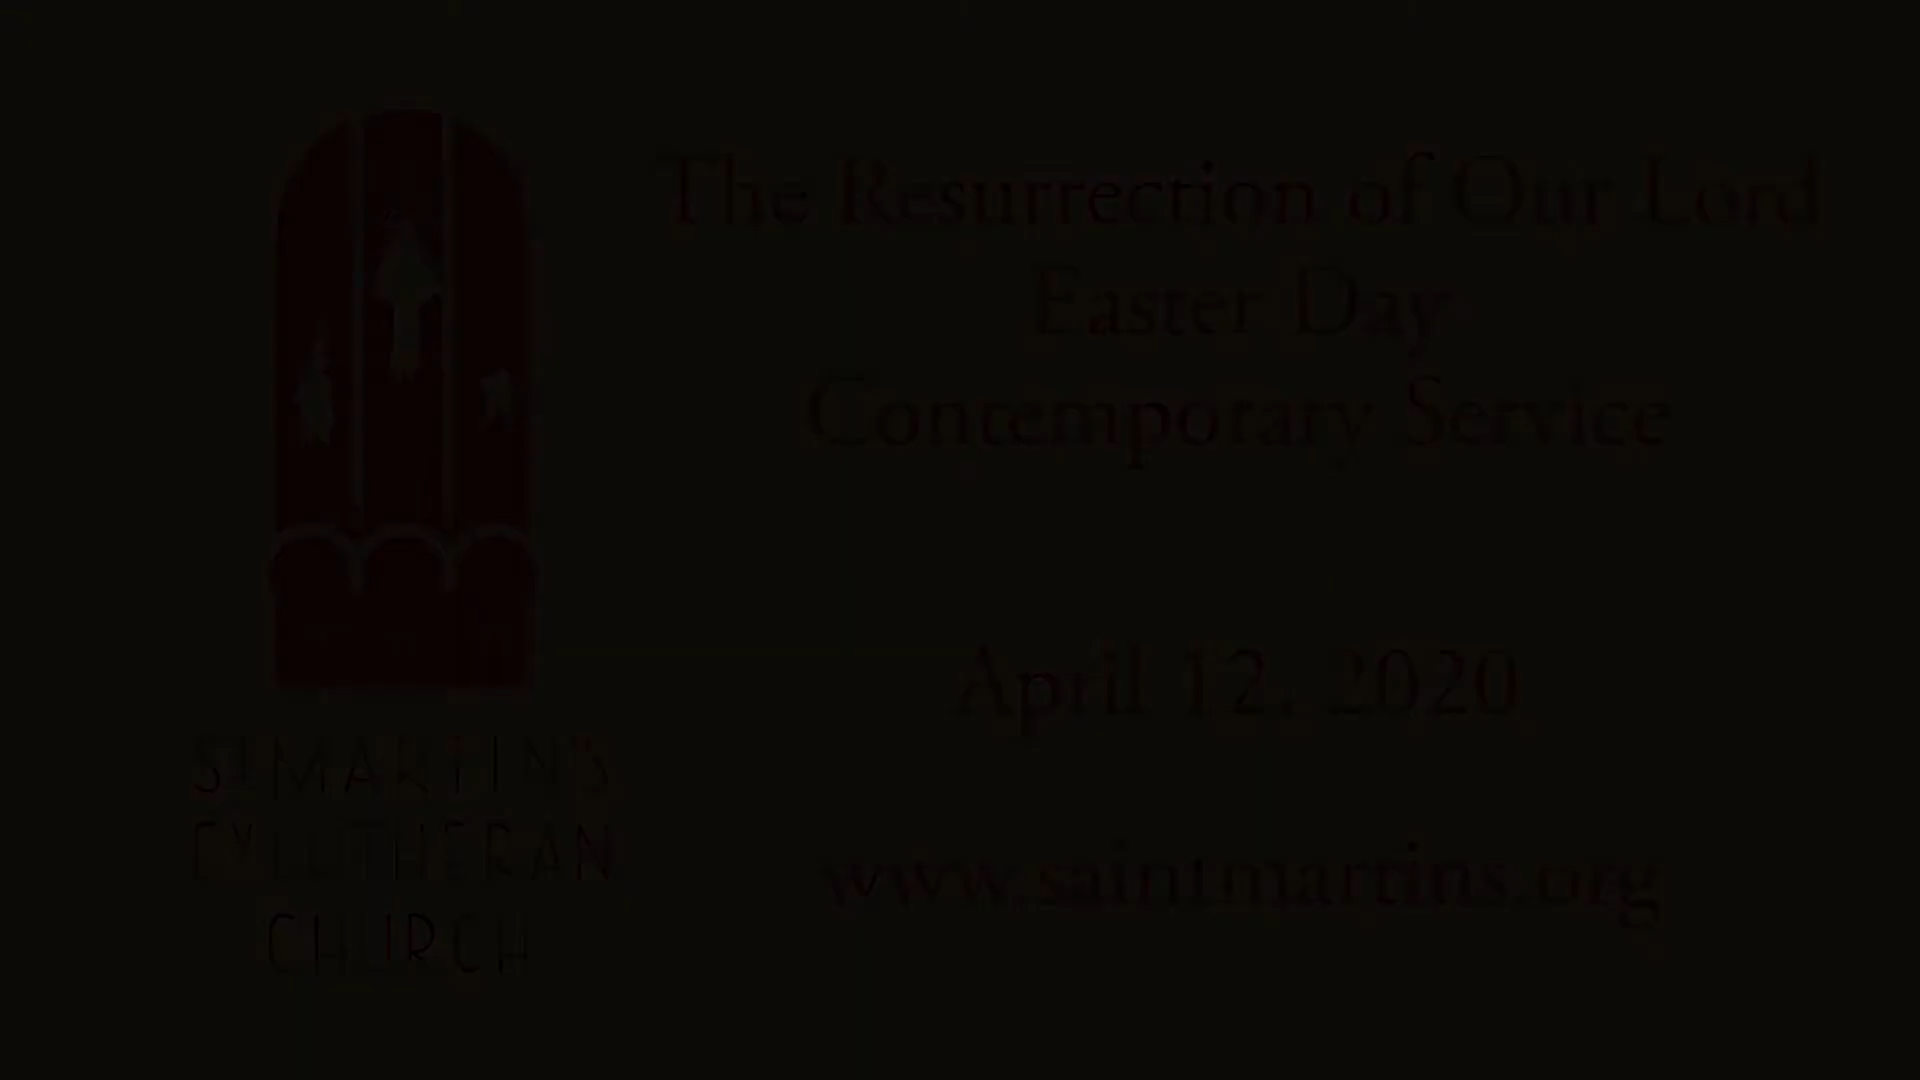 The Resurrection of Our Lord
Easter Day
Contemporary Service
April 12, 2020
www.saintmartins.org
ST MARTIN'S
EV LUTHERAN
CHURCH